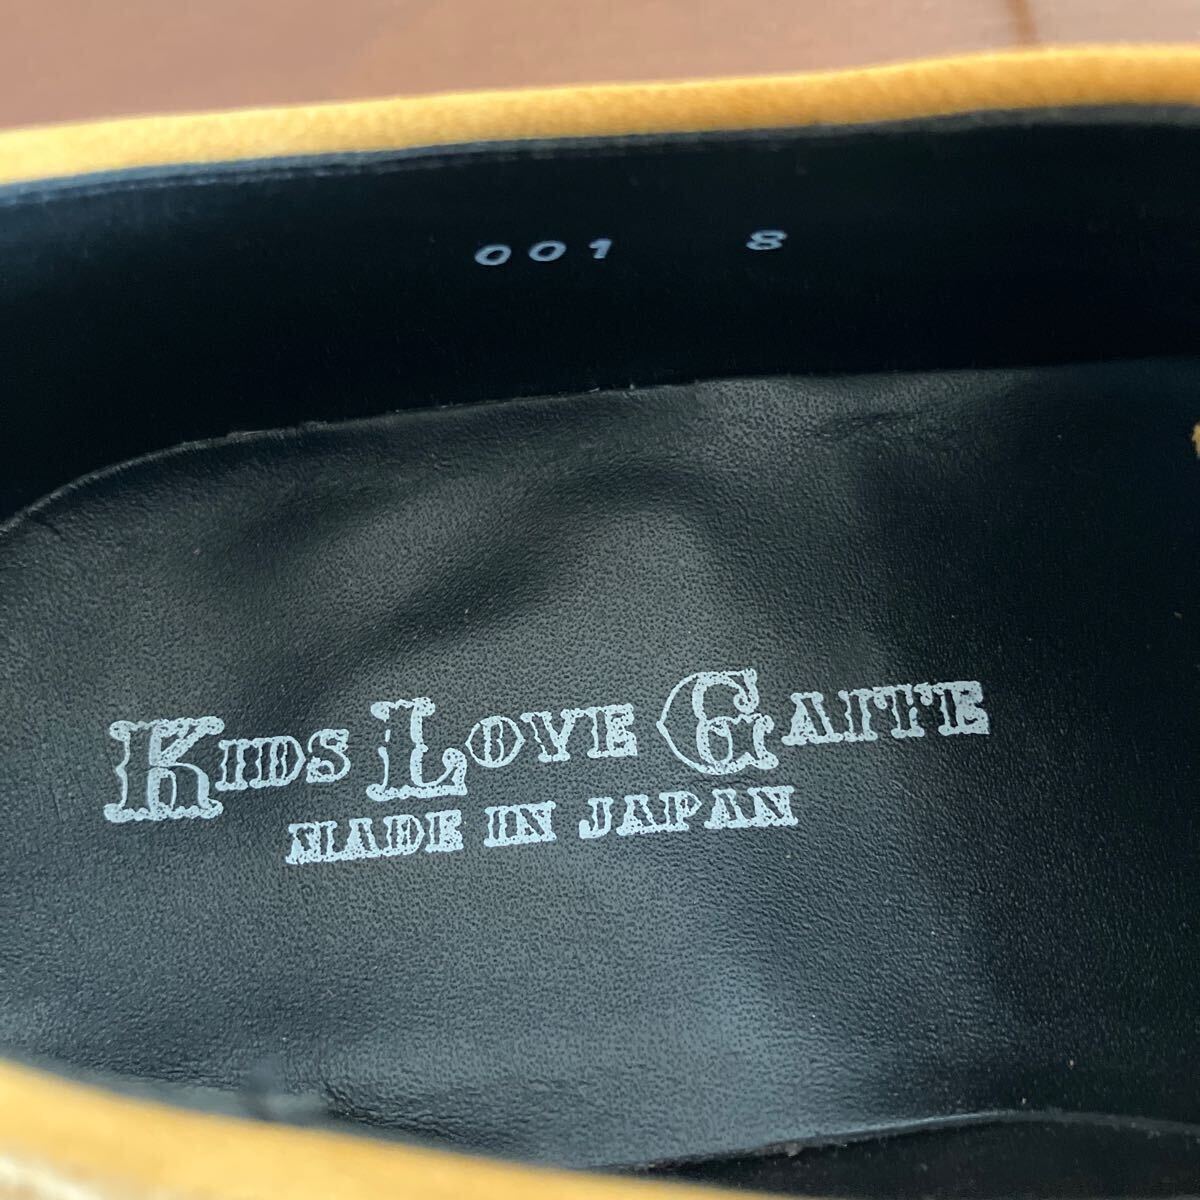 001 8
KIDS LOVE GAITE
MADE IN JAPAN